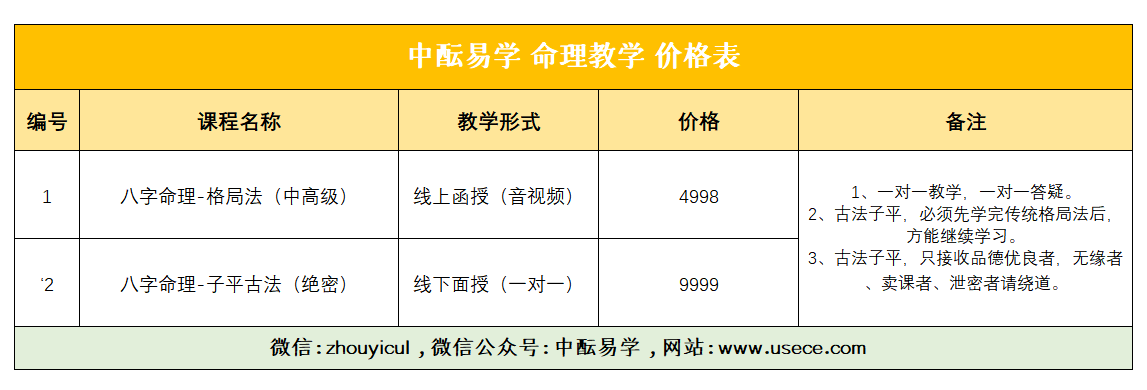 中酝易学 命理教学 价格表
编号 课程名称 教学形式 价格 备注
1 八字命理-格局法（中高级） 线上函授（音视频） 4998
‘2 八字命理-子平古法（绝密） 线下面授（一对一） 9999
1、一对一教学，一对一答疑。
2、古法子平，必须先学完传统格局法后，
方能继续学习。
3、古法子平，只接收品德优良者，无缘者
、卖课者、泄密者请绕道。
微信:zhouyicul ,微信公众号:中酝易学 ,网站:www.usece.com